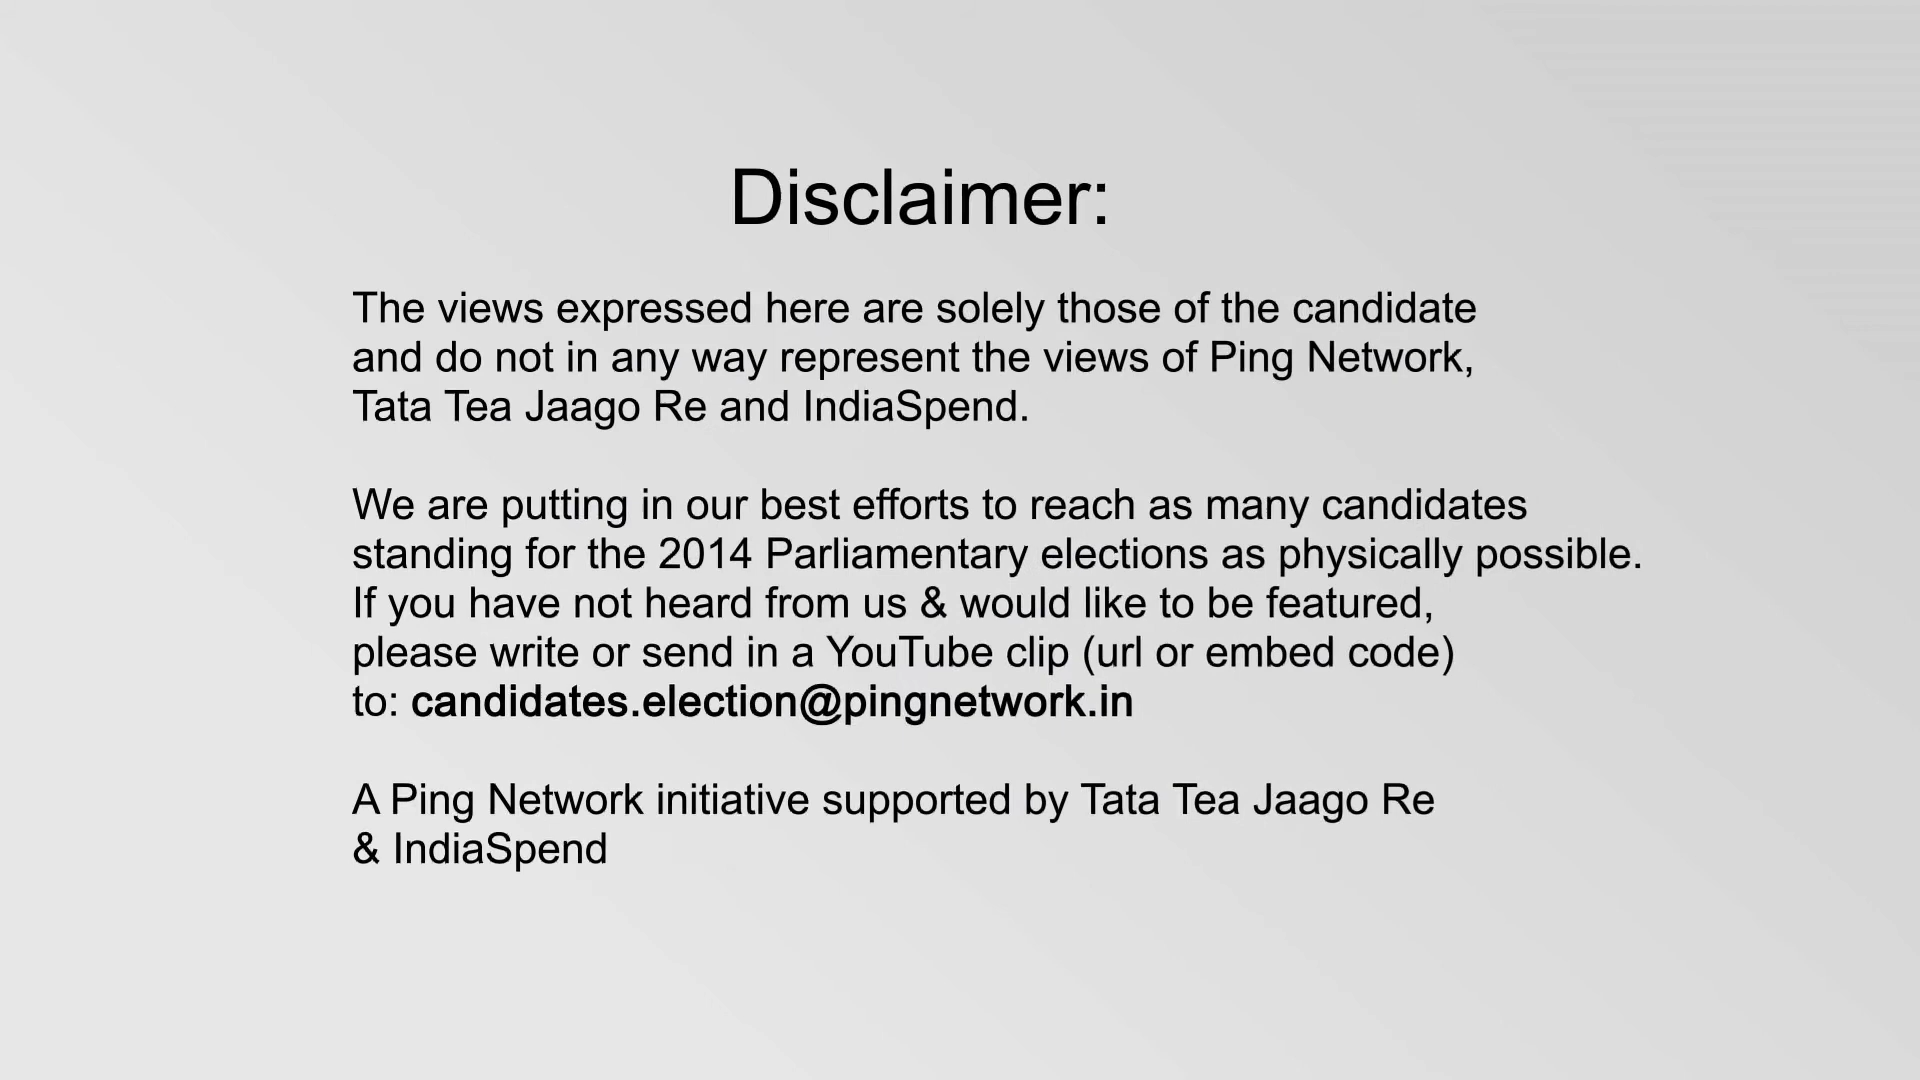 Disclaimer:
The views expressed here are solely those of the candidate
and do not in any way represent the views of Ping Network,
Tata Tea Jaago Re and IndiaSpend.
We are putting in our best efforts to reach as many candidates
standing for the 2014 Parliamentary elections as physically possible.
If you have not heard from us & would like to be featured,
please write or send in a YouTube clip (url or embed code)
to: candidates.election@pingnetwork.in
A Ping Network initiative supported by Tata Tea Jaago Re
& IndiaSpend